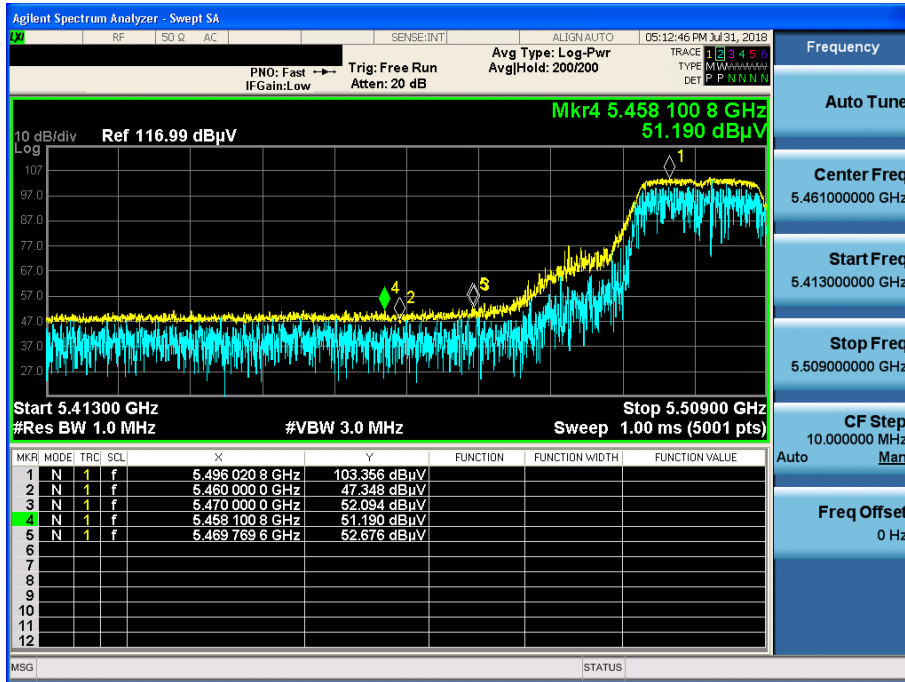 Agilent Spectrum Analyzer - Swept SA
LXI RF 50 Ω AC SENSE:INT ALIGN AUTO 05:12:46 PM Jul 31, 2018
PNO: Fast
IFGain:Low
Trig: Free Run
Atten: 20 dB
Avg Type: Log-Pwr
Avg|Hold: 200/200
TRACE 1 2 3 4 5 6
TYPE M W
DET P P N N N N
Mkr4 5.458 100 8 GHz
51.190 dBµV
10 dB/div Ref 116.99 dBµV
Log
107
97.0
87.0
77.0
67.0
57.0
47.0
37.0
27.0
1
4
2
5
Start 5.41300 GHz Stop 5.50900 GHz
#Res BW 1.0 MHz #VBW 3.0 MHz Sweep 1.00 ms (5001 pts)
MKR MODE TRC SCL X Y FUNCTION FUNCTION WIDTH FUNCTION VALUE
1 N 1 f 5.496 020 8 GHz 103.356 dBµV
2 N 1 f 5.460 000 0 GHz 47.348 dBµV
3 N 1 f 5.470 000 0 GHz 52.094 dBµV
4 N 1 f 5.458 100 8 GHz 51.190 dBµV
5 N 1 f 5.469 769 6 GHz 52.676 dBµV
6
7
8
9
10
11
12
MSG STATUS
Frequency
Auto Tune
Center Freq
5.461000000 GHz
Start Freq
5.413000000 GHz
Stop Freq
5.509000000 GHz
CF Step
10.000000 MHz
Auto Man
Freq Offset
0 Hz